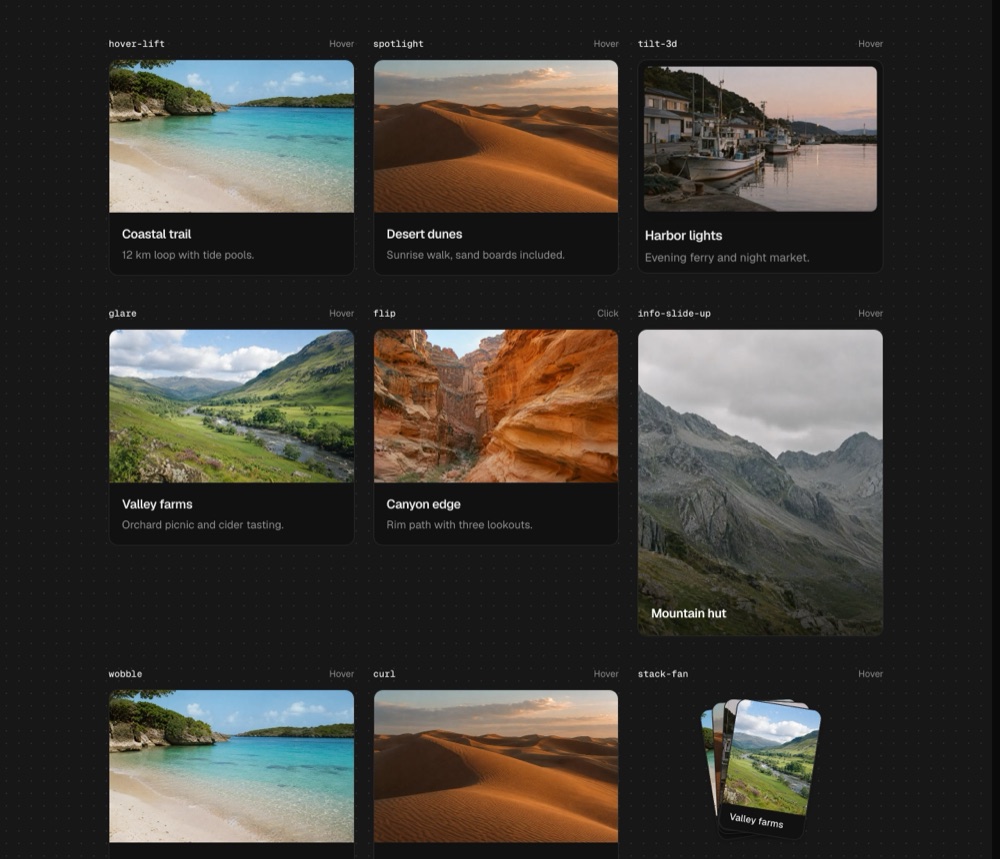 hover-lift Hover
spotlight Hover
tilt-3d Hover
Coastal trail
12 km loop with tide pools.
Desert dunes
Sunrise walk, sand boards included.
Harbor lights
Evening ferry and night market.
glare Hover
flip Click
info-slide-up Hover
Valley farms
Orchard picnic and cider tasting.
Canyon edge
Rim path with three lookouts.
Mountain hut
wobble Hover
curl Hover
stack-fan Hover
Valley farms